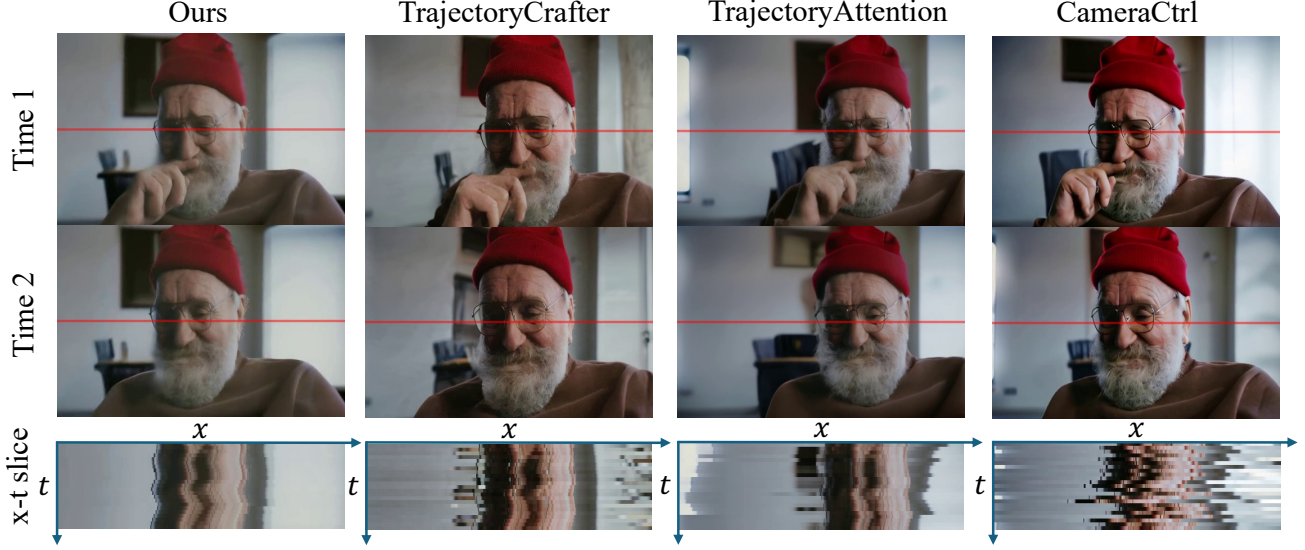 Ours TrajectoryCrafter TrajectoryAttention CameraCtrl
Time 1
Time 2
x x x x
x-t slice
t t t t